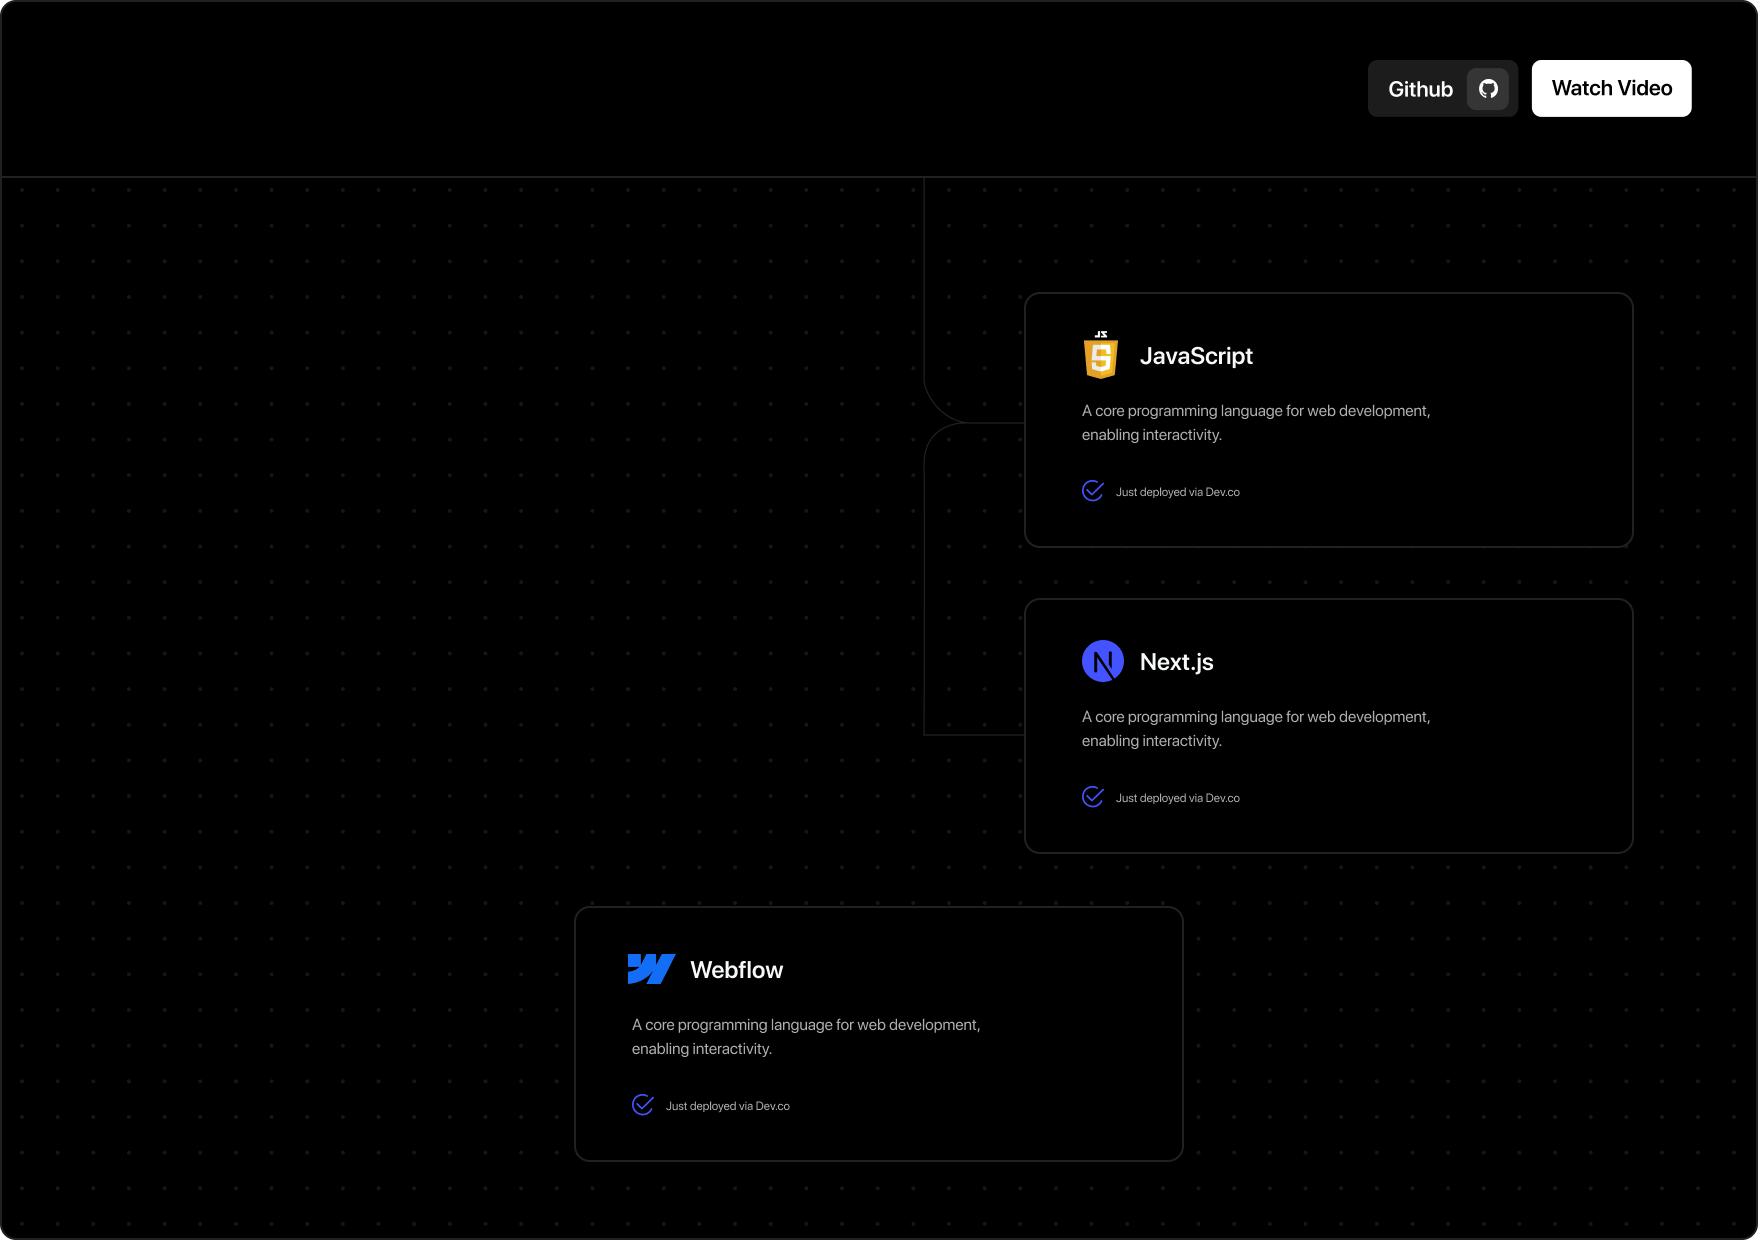 Github
Watch Video
JS
JavaScript
A core programming language for web development,
enabling interactivity.
Just deployed via Dev.co
Next.js
A core programming language for web development,
enabling interactivity.
Just deployed via Dev.co
Webflow
A core programming language for web development,
enabling interactivity.
Just deployed via Dev.co